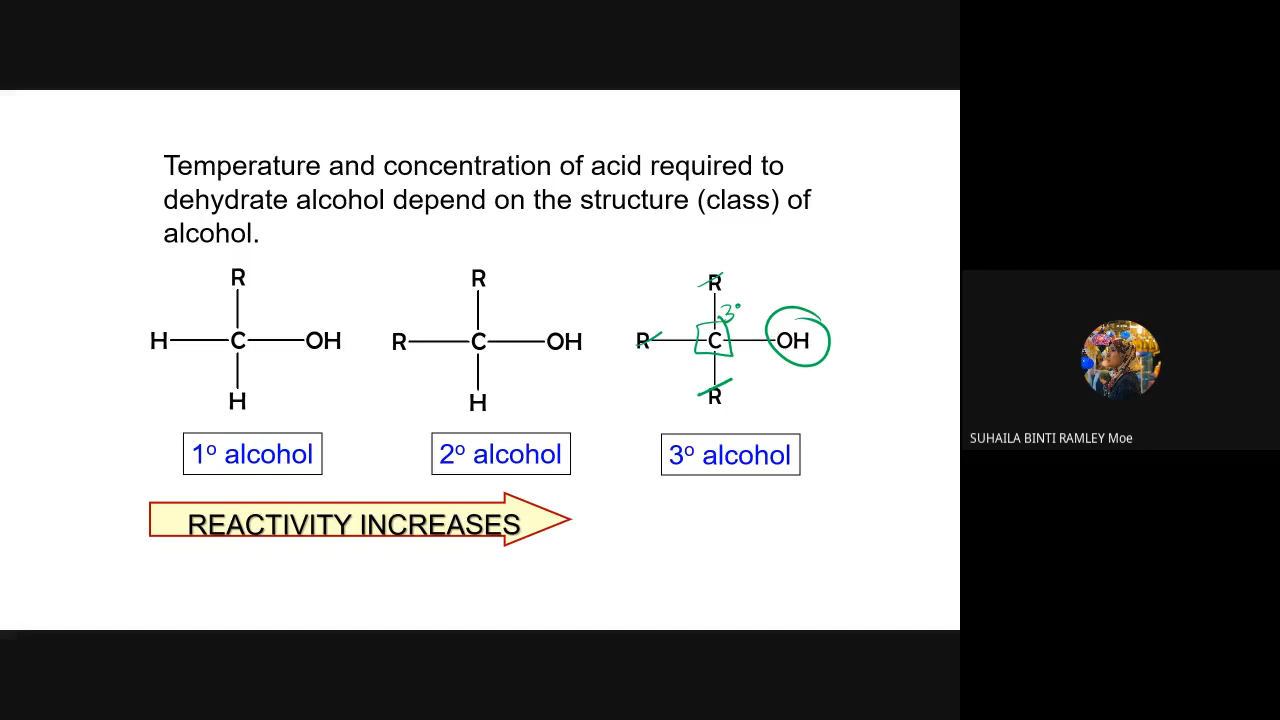 Temperature and concentration of acid required to
dehydrate alcohol depend on the structure (class) of
alcohol.
R R R
3°
H C OH R C OH R C OH
H H R
1º alcohol 2º alcohol 3º alcohol
REACTIVITY INCREASES
SUHAILA BINTI RAMLEY Moe